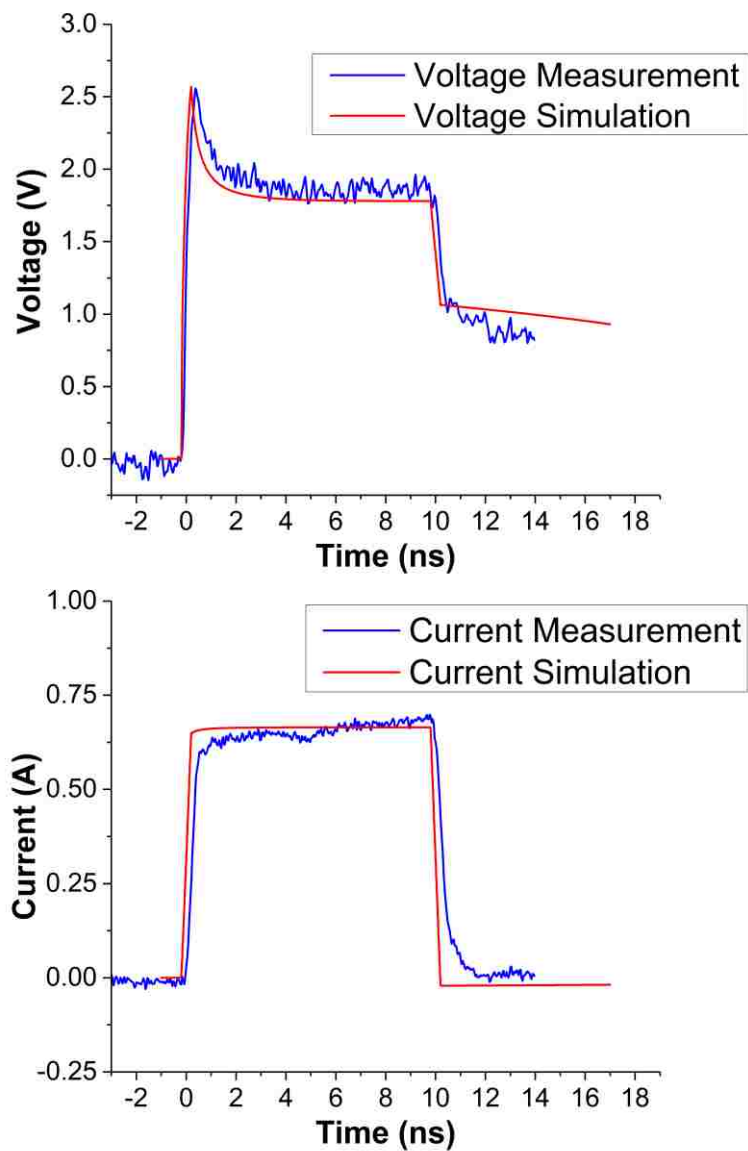 3.0
Voltage Measurement
Voltage Simulation
2.5
2.0
1.5
1.0
0.5
0.0
Voltage (V)
-2 0 2 4 6 8 10 12 14 16 18
Time (ns)
1.00
Current Measurement
Current Simulation
0.75
0.50
0.25
0.00
-0.25
Current (A)
-2 0 2 4 6 8 10 12 14 16 18
Time (ns)